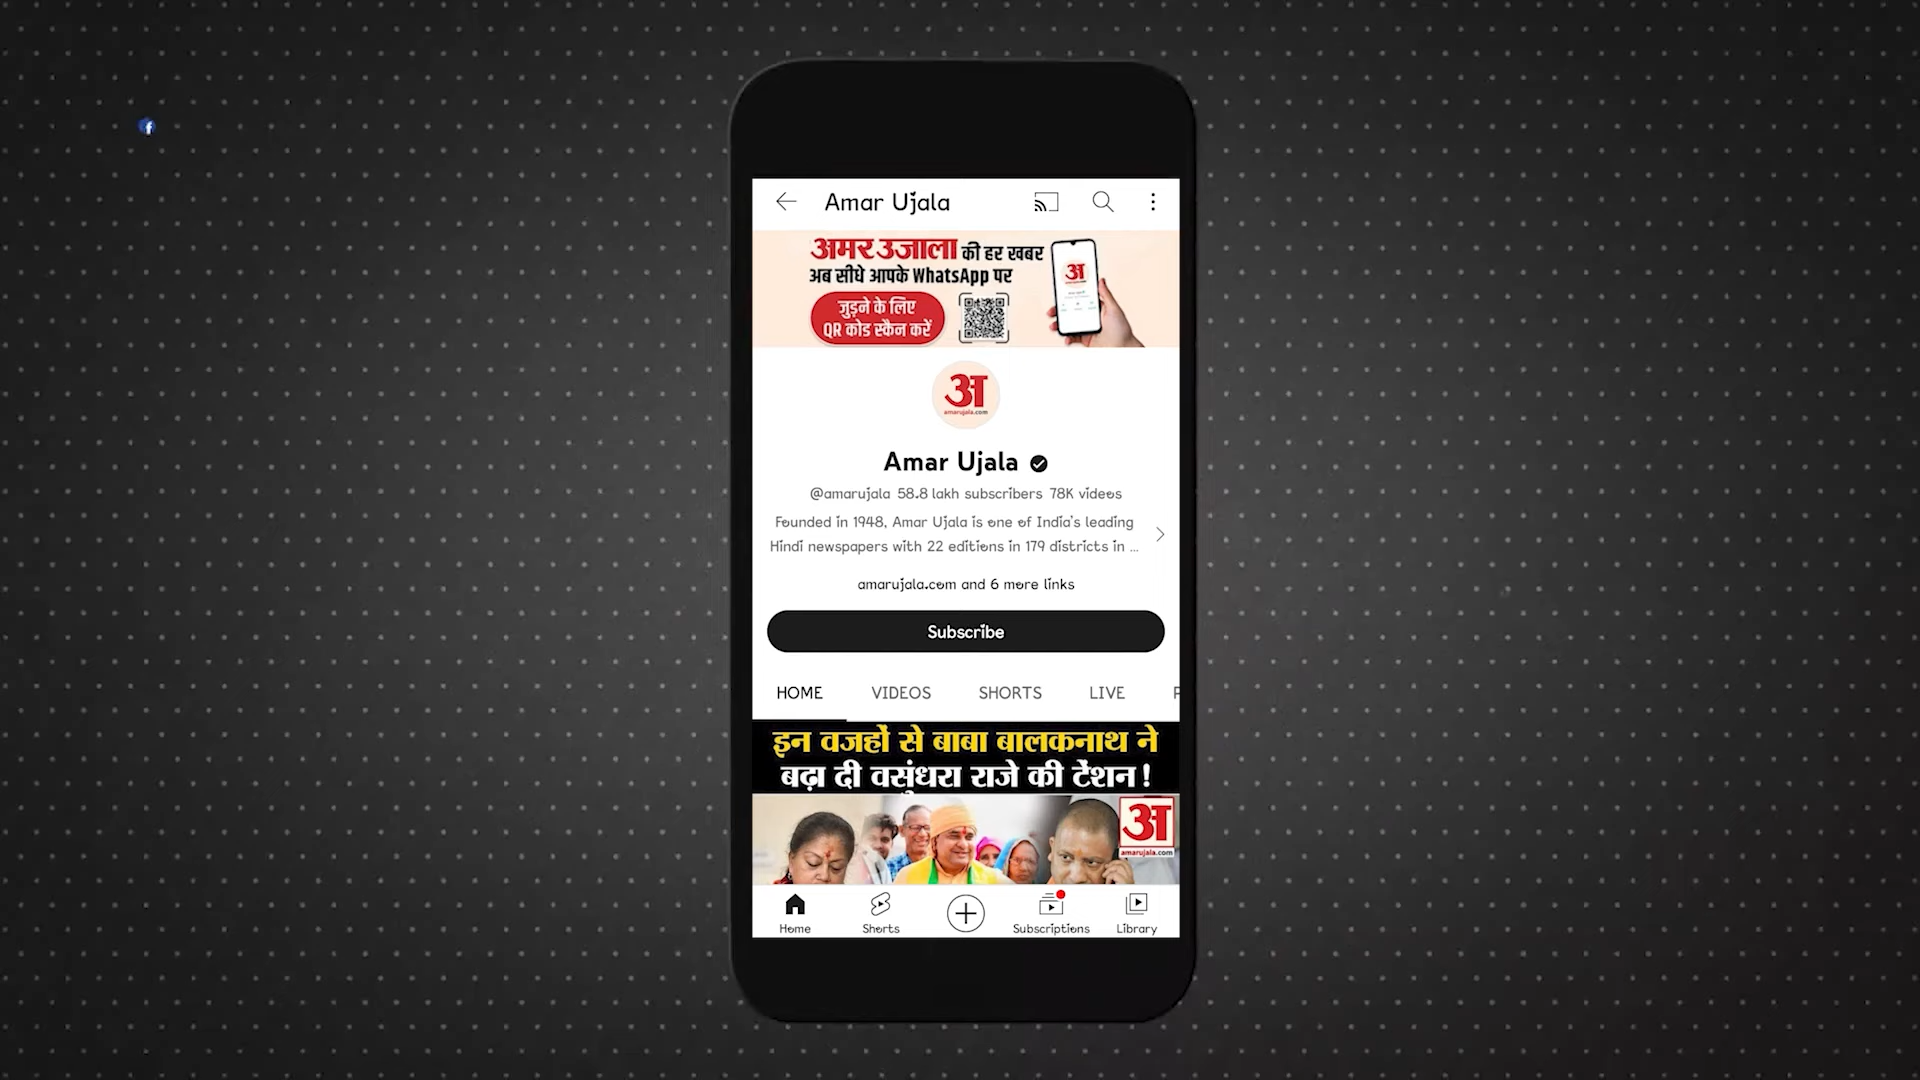 Amar Ujala
अमर उजाला की हर खबर
अब सीधे आपके WhatsApp पर
जुड़ने के लिए
QR कोड स्कैन करें
अ
अ
amarujala.com
Amar Ujala
@amarujala 58.8 lakh subscribers 78K videos
Founded in 1948, Amar Ujala is one of India's leading
Hindi newspapers with 22 editions in 179 districts in ...
amarujala.com and 6 more links
Subscribe
HOME VIDEOS SHORTS LIVE
इन वजहों से बाबा बालकनाथ ने
बढ़ा दी वसुंधरा राजे की टेंशन!
अ
amarujala.com
Home Shorts Subscriptions Library